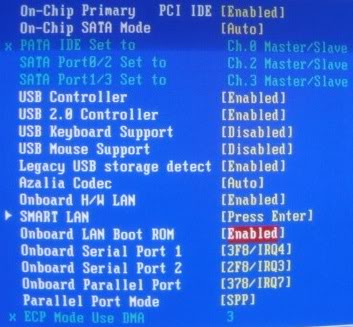 On-Chip Primary PCI IDE [Enabled]
On-Chip SATA Mode [Auto]
x PATA IDE Set to Ch.0 Master/Slave
SATA Port0/2 Set to Ch.2 Master/Slave
SATA Port1/3 Set to Ch.3 Master/Slave
USB Controller [Enabled]
USB 2.0 Controller [Enabled]
USB Keyboard Support [Disabled]
USB Mouse Support [Disabled]
Legacy USB storage detect [Enabled]
Azalia Codec [Auto]
Onboard H/W LAN [Enabled]
▶ SMART LAN [Press Enter]
Onboard LAN Boot ROM [Enabled]
Onboard Serial Port 1 [3F8/IRQ4]
Onboard Serial Port 2 [2F8/IRQ3]
Onboard Parallel Port [378/IRQ7]
Parallel Port Mode [SPP]
x ECP Mode Use DMA 3